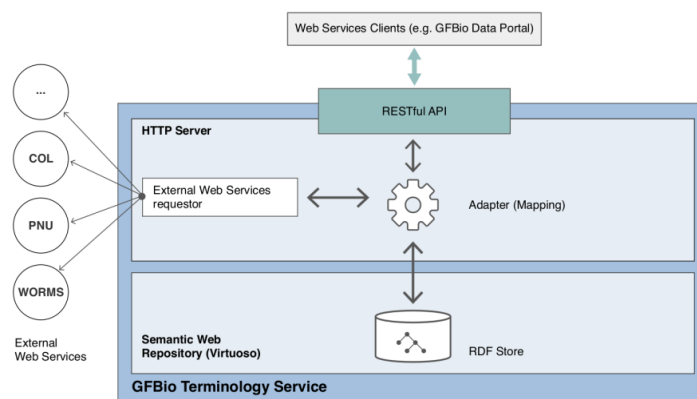 Web Services Clients (e.g. GFBio Data Portal)
RESTful API
HTTP Server
...
COL
PNU
WORMS
External
Web Services
External Web Services
requestor
Adapter (Mapping)
Semantic Web
Repository (Virtuoso)
RDF Store
GFBio Terminology Service